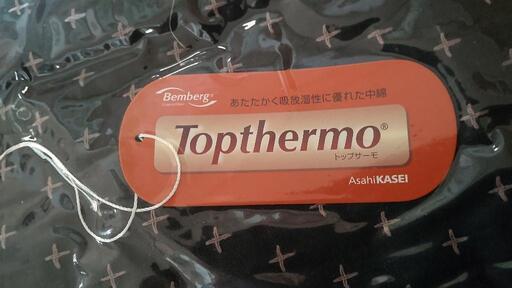 Bemberg®
あたたかく吸放湿性に優れた中綿
Topthermo®
トップサーモ
AsahiKASEI